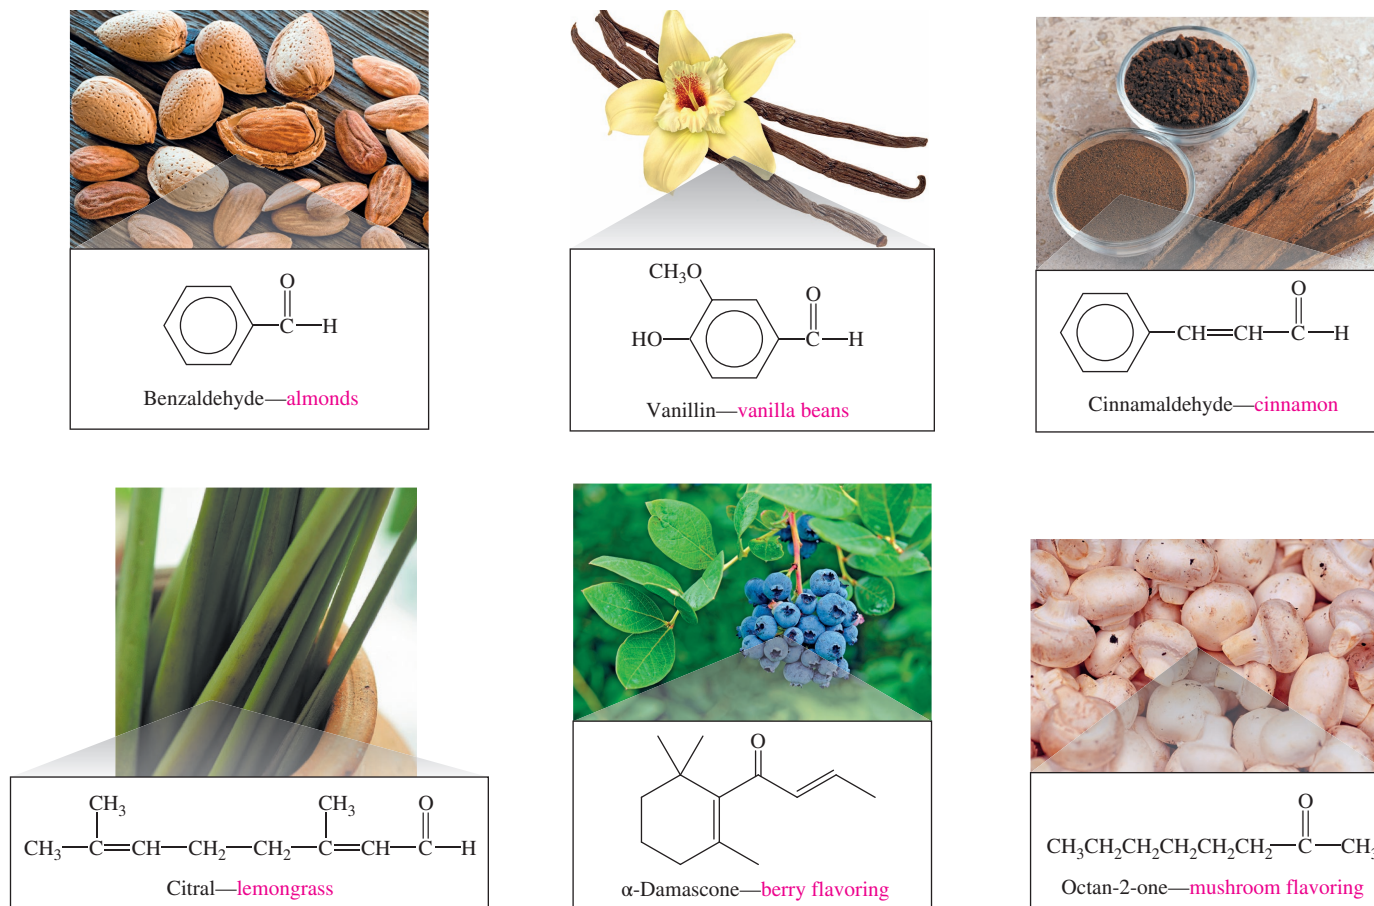 O
C—H
Benzaldehyde—almonds
CH₃O
O
HO
C—H
Vanillin—vanilla beans
O
CH=CH—C—H
Cinnamaldehyde—cinnamon
CH₃ CH₃ O
CH₃—C=CH—CH₂—CH₂—C=CH—C—H
Citral—lemongrass
O
α-Damascone—berry flavoring
O
CH₃CH₂CH₂CH₂CH₂CH₂—C—CH₃
Octan-2-one—mushroom flavoring